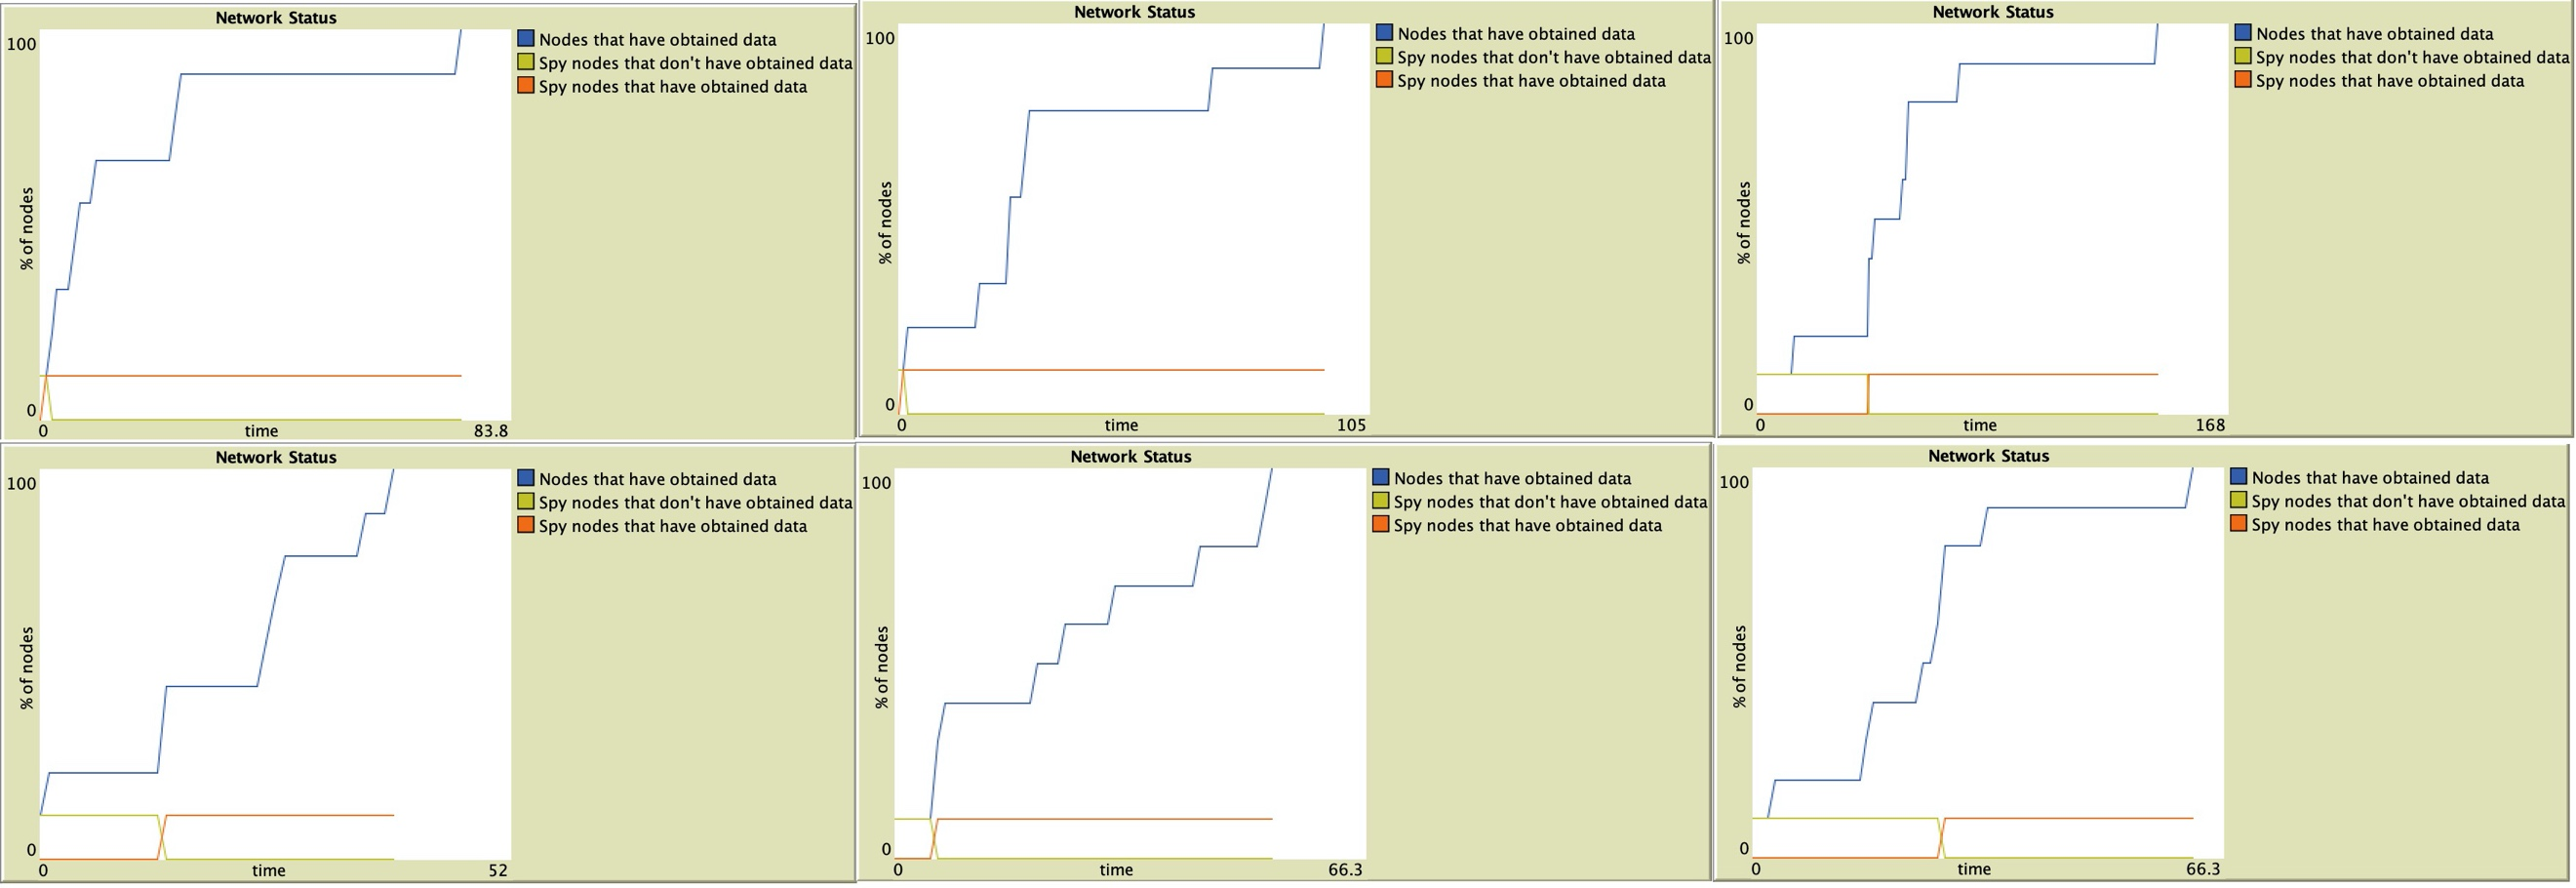 Network Status
100
% of nodes
0
0
time
83.8
Nodes that have obtained data
Spy nodes that don't have obtained data
Spy nodes that have obtained data
Network Status
100
% of nodes
0
0
time
105
Nodes that have obtained data
Spy nodes that don't have obtained data
Spy nodes that have obtained data
Network Status
100
% of nodes
0
0
time
168
Nodes that have obtained data
Spy nodes that don't have obtained data
Spy nodes that have obtained data
Network Status
100
% of nodes
0
0
time
52
Nodes that have obtained data
Spy nodes that don't have obtained data
Spy nodes that have obtained data
Network Status
100
% of nodes
0
0
time
66.3
Nodes that have obtained data
Spy nodes that don't have obtained data
Spy nodes that have obtained data
Network Status
100
% of nodes
0
0
time
66.3
Nodes that have obtained data
Spy nodes that don't have obtained data
Spy nodes that have obtained data